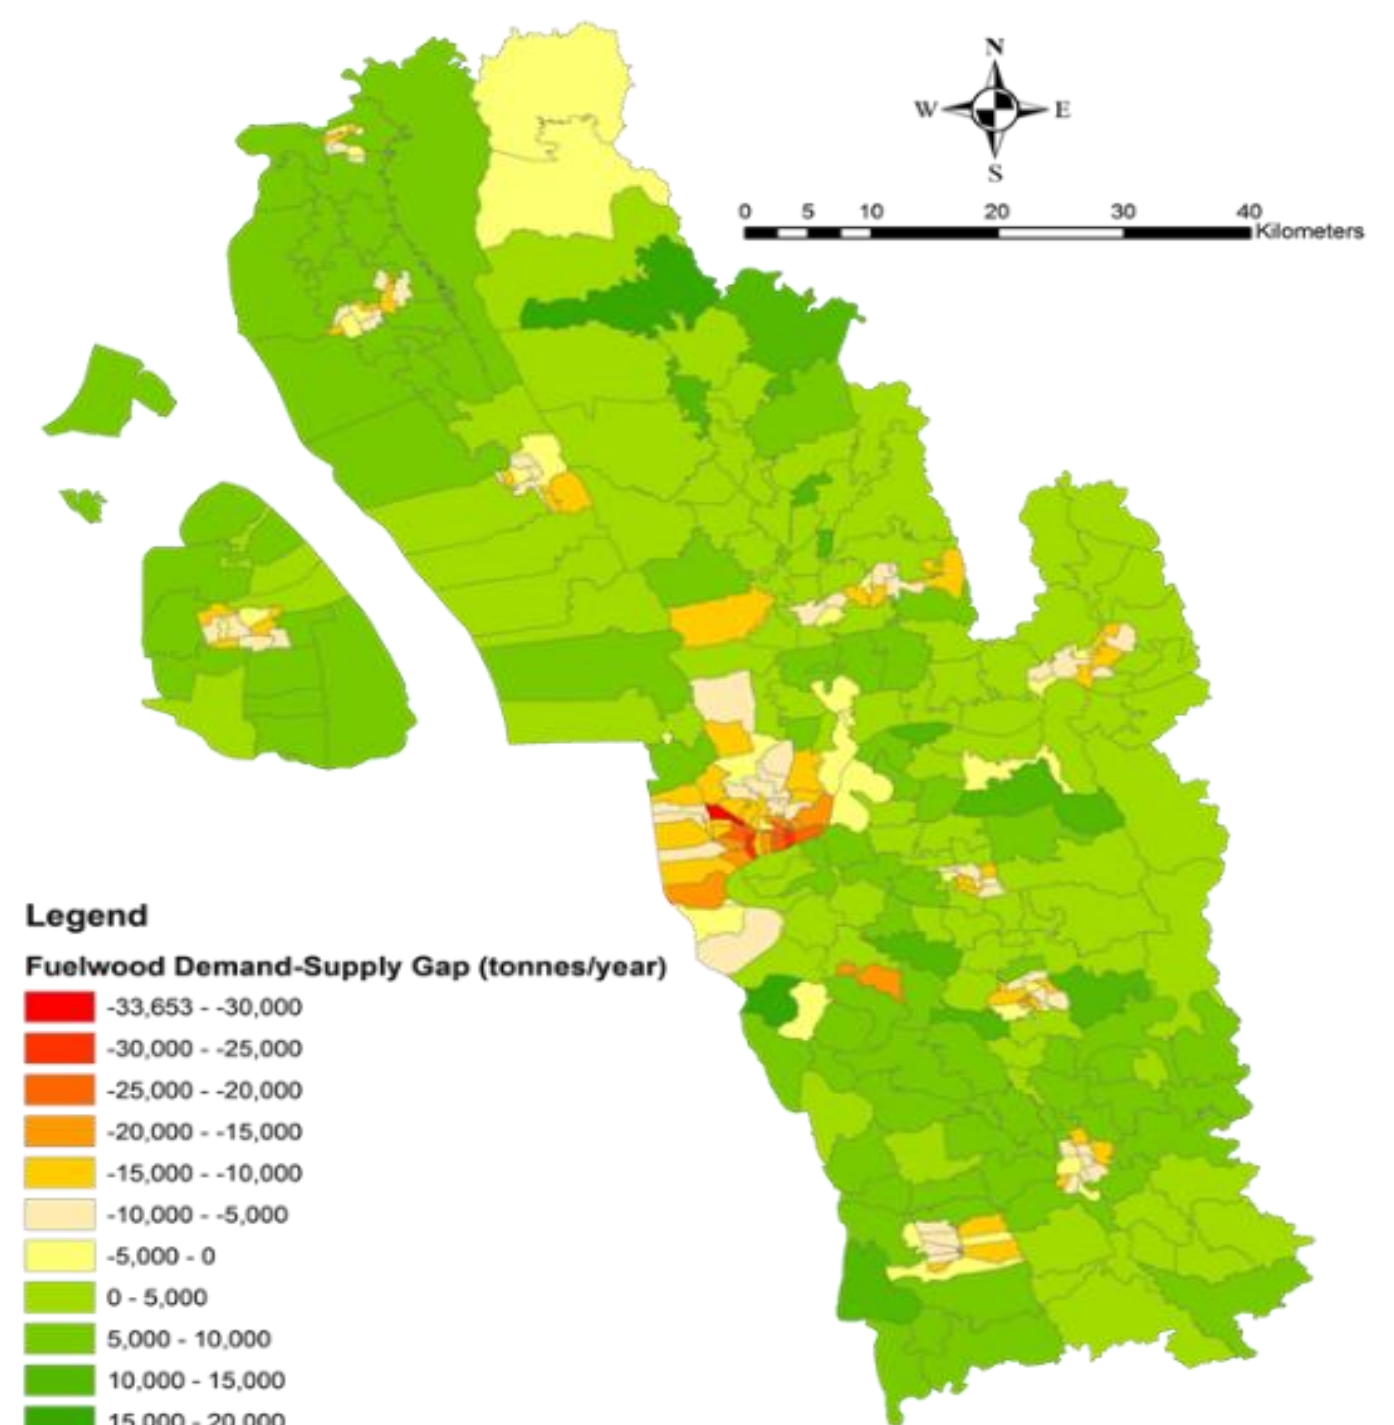 N
W E
S
0 5 10 20 30 40
Kilometers
Legend
Fuelwood Demand-Supply Gap (tonnes/year)
-33,653 - -30,000
-30,000 - -25,000
-25,000 - -20,000
-20,000 - -15,000
-15,000 - -10,000
-10,000 - -5,000
-5,000 - 0
0 - 5,000
5,000 - 10,000
10,000 - 15,000
15,000 - 20,000